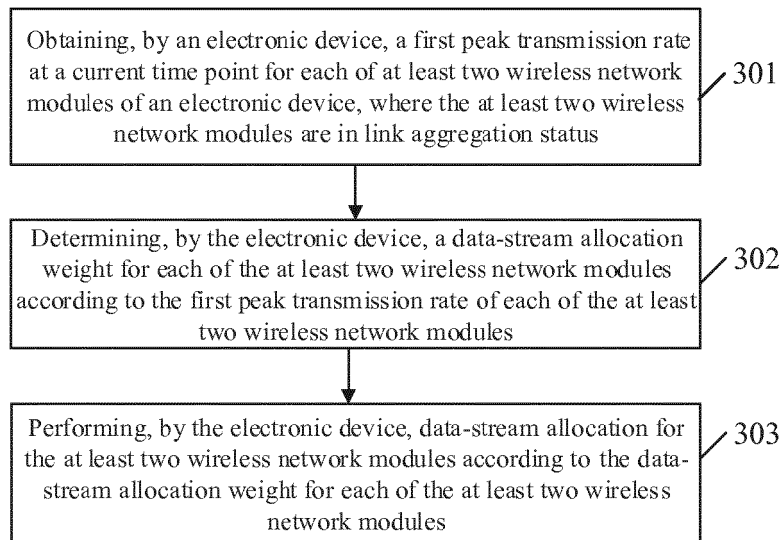 Obtaining, by an electronic device, a first peak transmission rate
at a current time point for each of at least two wireless network
modules of an electronic device, where the at least two wireless
network modules are in link aggregation status
301
Determining, by the electronic device, a data-stream allocation
weight for each of the at least two wireless network modules
according to the first peak transmission rate of each of the at least
two wireless network modules
302
Performing, by the electronic device, data-stream allocation for
the at least two wireless network modules according to the data-
stream allocation weight for each of the at least two wireless
network modules
303